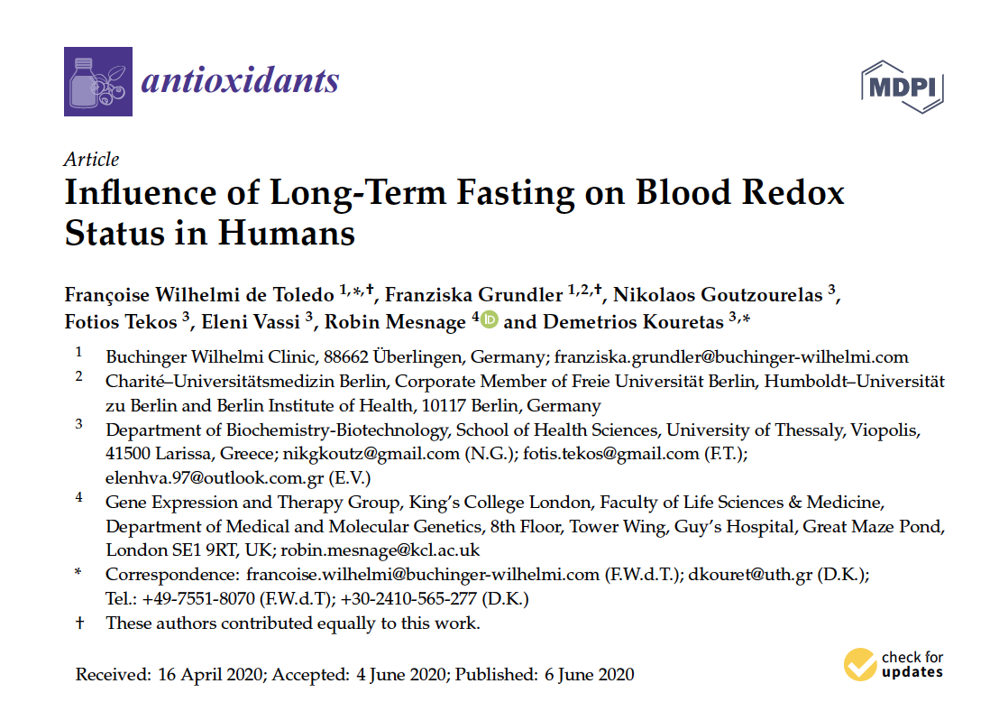 antioxidants
MDPI
Article
Influence of Long-Term Fasting on Blood Redox
Status in Humans
Françoise Wilhelmi de Toledo 1,*,†, Franziska Grundler 1,2,†, Nikolaos Goutzourelas 3,
Fotios Tekos 3, Eleni Vassi 3, Robin Mesnage 4 iD and Demetrios Kouretas 3,*
1 Buchinger Wilhelmi Clinic, 88662 Überlingen, Germany; franziska.grundler@buchinger-wilhelmi.com
2 Charité–Universitätsmedizin Berlin, Corporate Member of Freie Universität Berlin, Humboldt–Universität
zu Berlin and Berlin Institute of Health, 10117 Berlin, Germany
3 Department of Biochemistry-Biotechnology, School of Health Sciences, University of Thessaly, Viopolis,
41500 Larissa, Greece; nikgkoutz@gmail.com (N.G.); fotis.tekos@gmail.com (F.T.);
elenhva.97@outlook.com.gr (E.V.)
4 Gene Expression and Therapy Group, King's College London, Faculty of Life Sciences & Medicine,
Department of Medical and Molecular Genetics, 8th Floor, Tower Wing, Guy's Hospital, Great Maze Pond,
London SE1 9RT, UK; robin.mesnage@kcl.ac.uk
* Correspondence: francoise.wilhelmi@buchinger-wilhelmi.com (F.W.d.T.); dkouret@uth.gr (D.K.);
Tel.: +49-7551-8070 (F.W.d.T); +30-2410-565-277 (D.K.)
† These authors contributed equally to this work.
Received: 16 April 2020; Accepted: 4 June 2020; Published: 6 June 2020
check for
updates